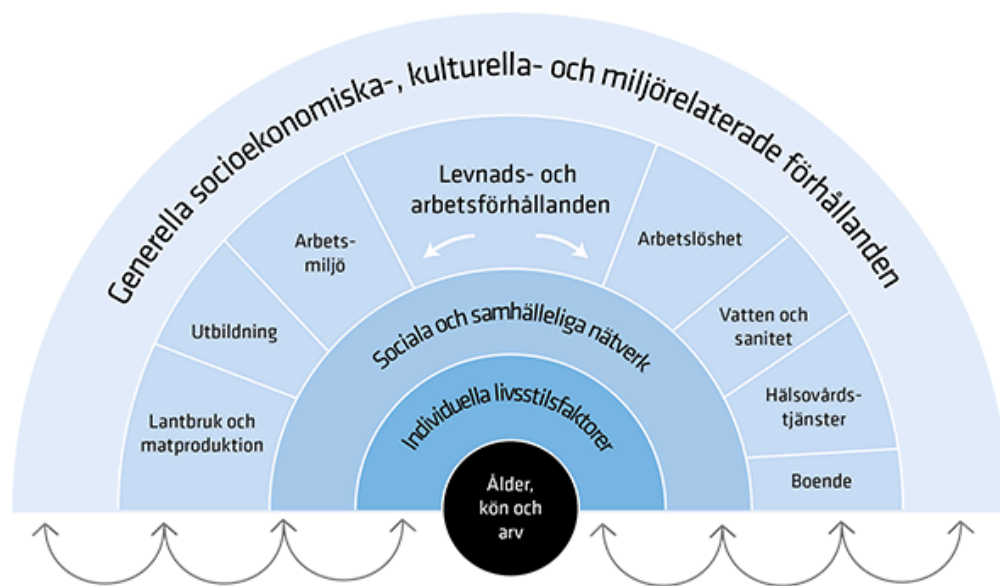 Generella socioekonomiska-, kulturella- och miljörelaterade förhållanden
Levnads- och
arbetsförhållanden
Arbets-
miljö
Arbetslöshet
Utbildning
Vatten och
sanitet
Lantbruk och
matproduktion
Hälsovårds-
tjänster
Boende
Sociala och samhälleliga nätverk
Individuella livsstilsfaktorer
Ålder,
kön och
arv